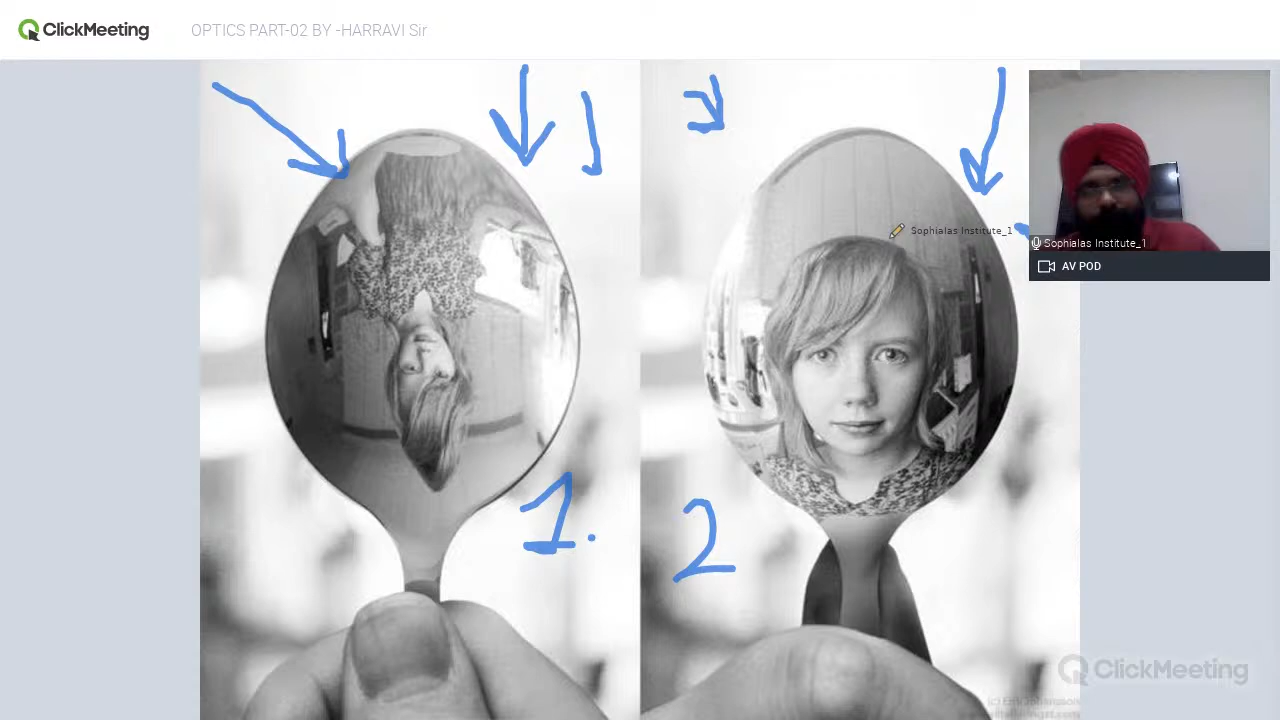 ClickMeeting
OPTICS PART-02 BY -HARRAVI Sir
Sophialas Institute_1
Sophialas Institute_1
AV POD
1.
2
ClickMeeting